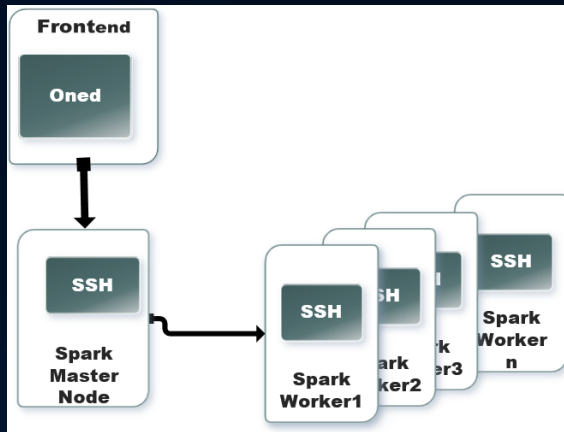 Frontend
Oned
SSH
Spark
Master
Node
SSH
Spark
Worker1
SSH
Spark
Worker
n